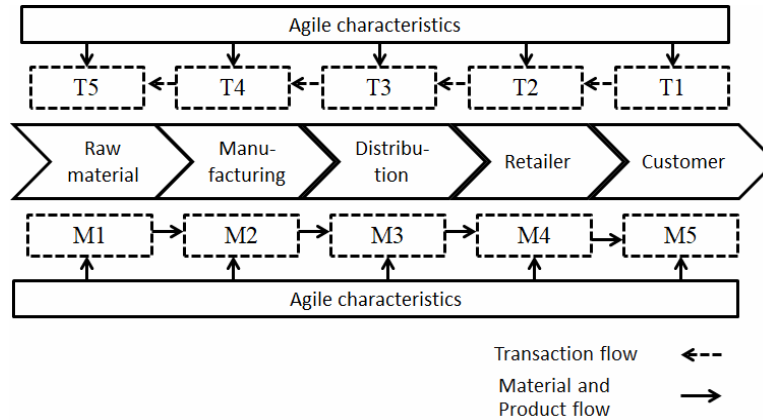 Agile characteristics
T5 T4 T3 T2 T1
Raw
material
Manu-
facturing
Distribu-
tion
Retailer
Customer
M1 M2 M3 M4 M5
Agile characteristics
Transaction flow
Material and
Product flow